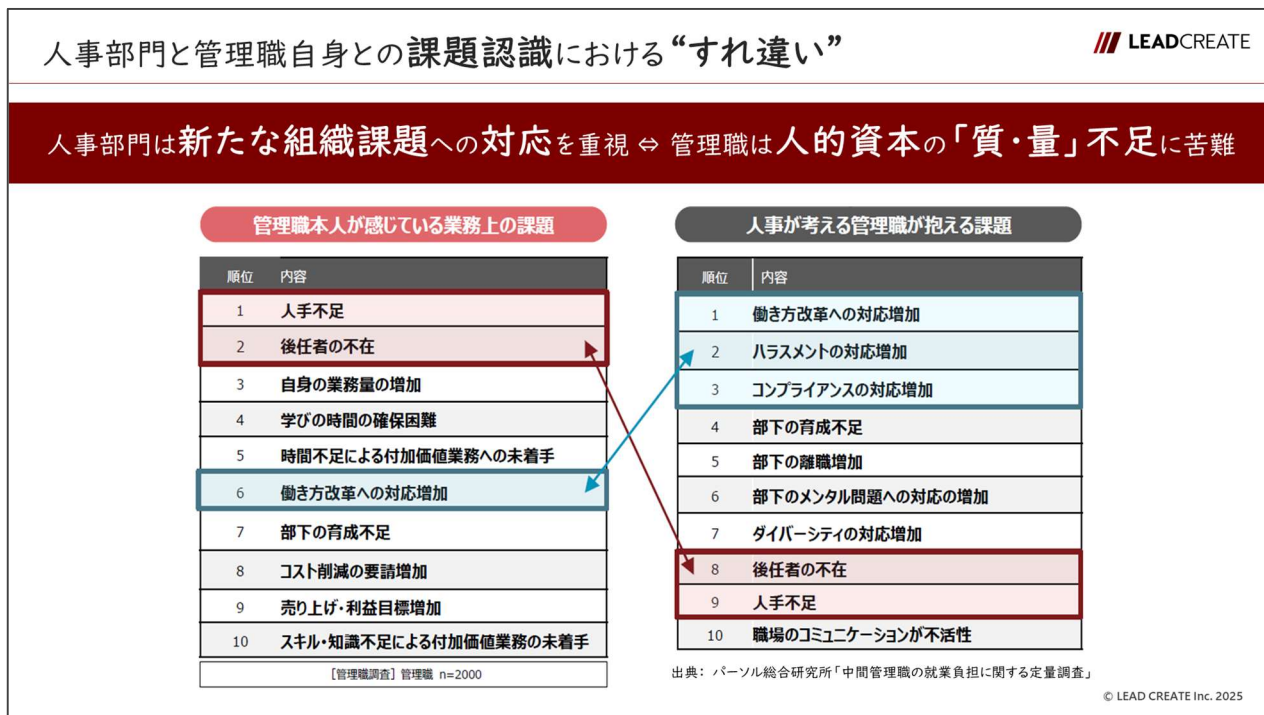 人事部門と管理職自身との課題認識における“すれ違い”
LEADCREATE
人事部門は新たな組織課題への対応を重視 ⇔ 管理職は人的資本の「質・量」不足に苦難
管理職本人が感じている業務上の課題
順位 内容
1 人手不足
2 後任者の不在
3 自身の業務量の増加
4 学びの時間の確保困難
5 時間不足による付加価値業務への未着手
6 働き方改革への対応増加
7 部下の育成不足
8 コスト削減の要請増加
9 売り上げ・利益目標増加
10 スキル・知識不足による付加価値業務の未着手
[管理職調査] 管理職 n=2000
人事が考える管理職が抱える課題
順位 内容
1 働き方改革への対応増加
2 ハラスメントの対応増加
3 コンプライアンスの対応増加
4 部下の育成不足
5 部下の離職増加
6 部下のメンタル問題への対応の増加
7 ダイバーシティの対応増加
8 後任者の不在
9 人手不足
10 職場のコミュニケーションが不活性
出典： パーソル総合研究所「中間管理職の就業負担に関する定量調査」
© LEAD CREATE Inc. 2025